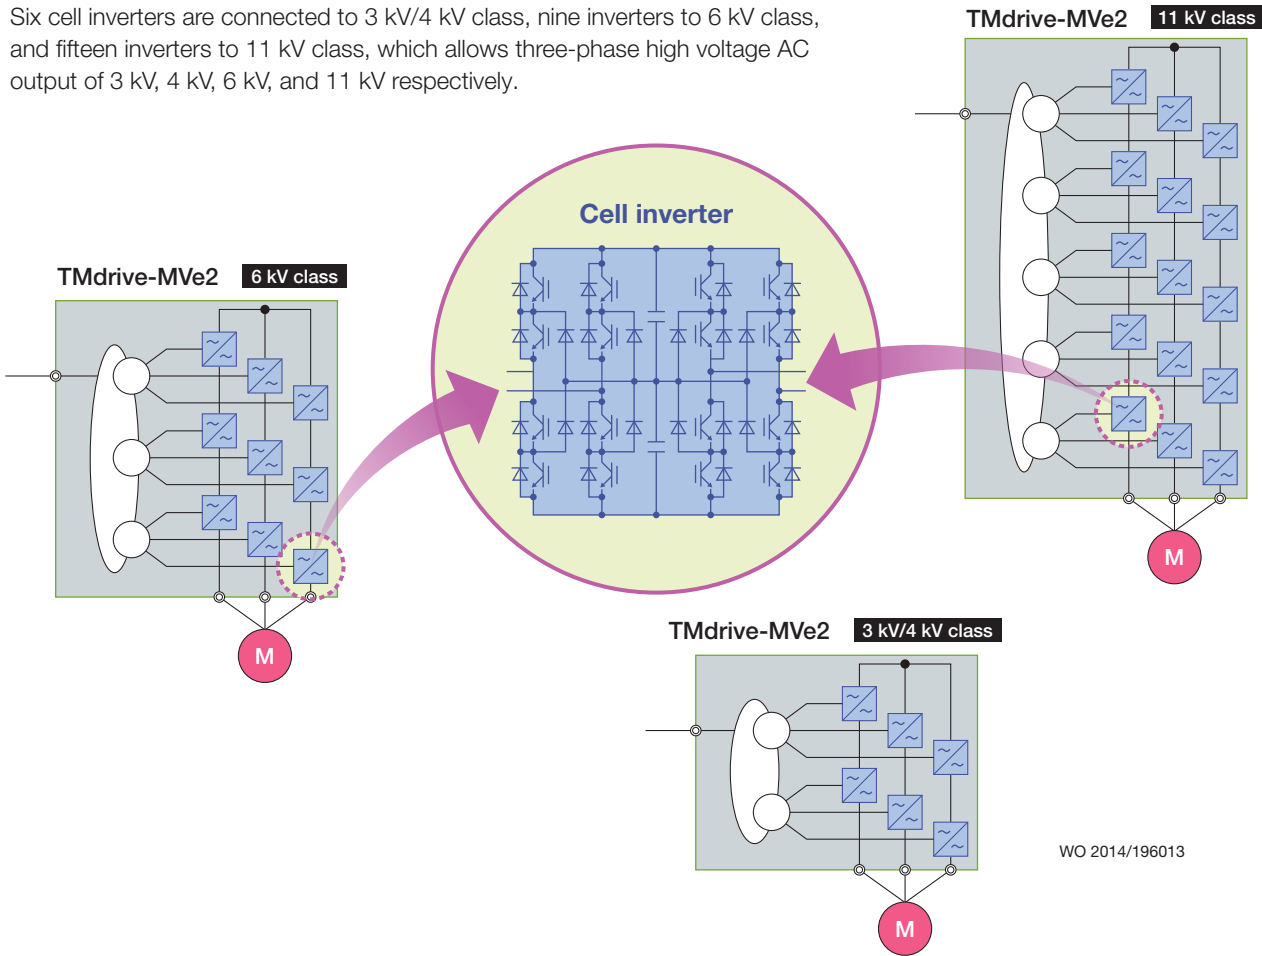 Six cell inverters are connected to 3 kV/4 kV class, nine inverters to 6 kV class,
and fifteen inverters to 11 kV class, which allows three-phase high voltage AC
output of 3 kV, 4 kV, 6 kV, and 11 kV respectively.
TMdrive-MVe2 11 kV class
Cell inverter
TMdrive-MVe2 6 kV class
M
M
TMdrive-MVe2 3 kV/4 kV class
WO 2014/196013
M